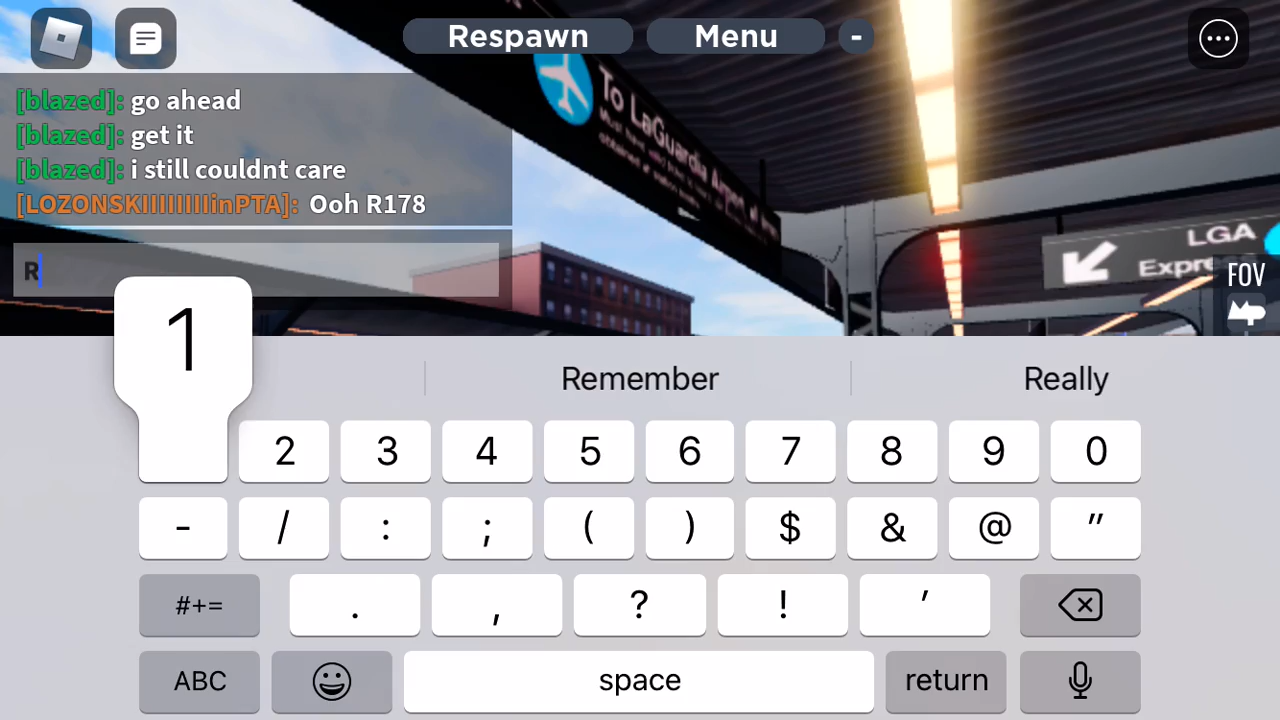 Respawn
Menu
-
[blazed]: go ahead
[blazed]: get it
[blazed]: i still couldnt care
[LOZONSKIIIIIIIIinPTA]: Ooh R178
R
To LaGuardia Airport
LGA
FOV
1
Remember
Really
2 3 4 5 6 7 8 9 0
- / : ; ( ) $ & @ "
#+= . , ? ! '
ABC space return